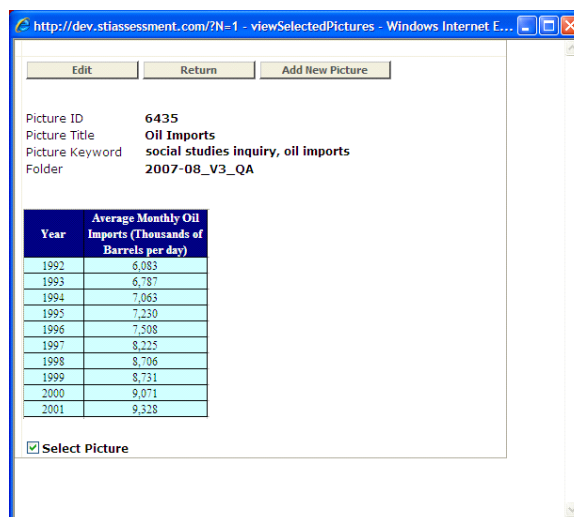 http://dev.stiassessment.com/?N=1 - viewSelectedPictures - Windows Internet E...
Edit Return Add New Picture
Picture ID 6435
Picture Title Oil Imports
Picture Keyword social studies inquiry, oil imports
Folder 2007-08_V3_QA
Average Monthly Oil
Year Imports (Thousands of
Barrels per day)
1992 6,083
1993 6,787
1994 7,063
1995 7,230
1996 7,508
1997 8,225
1998 8,706
1999 8,731
2000 9,071
2001 9,328
Select Picture